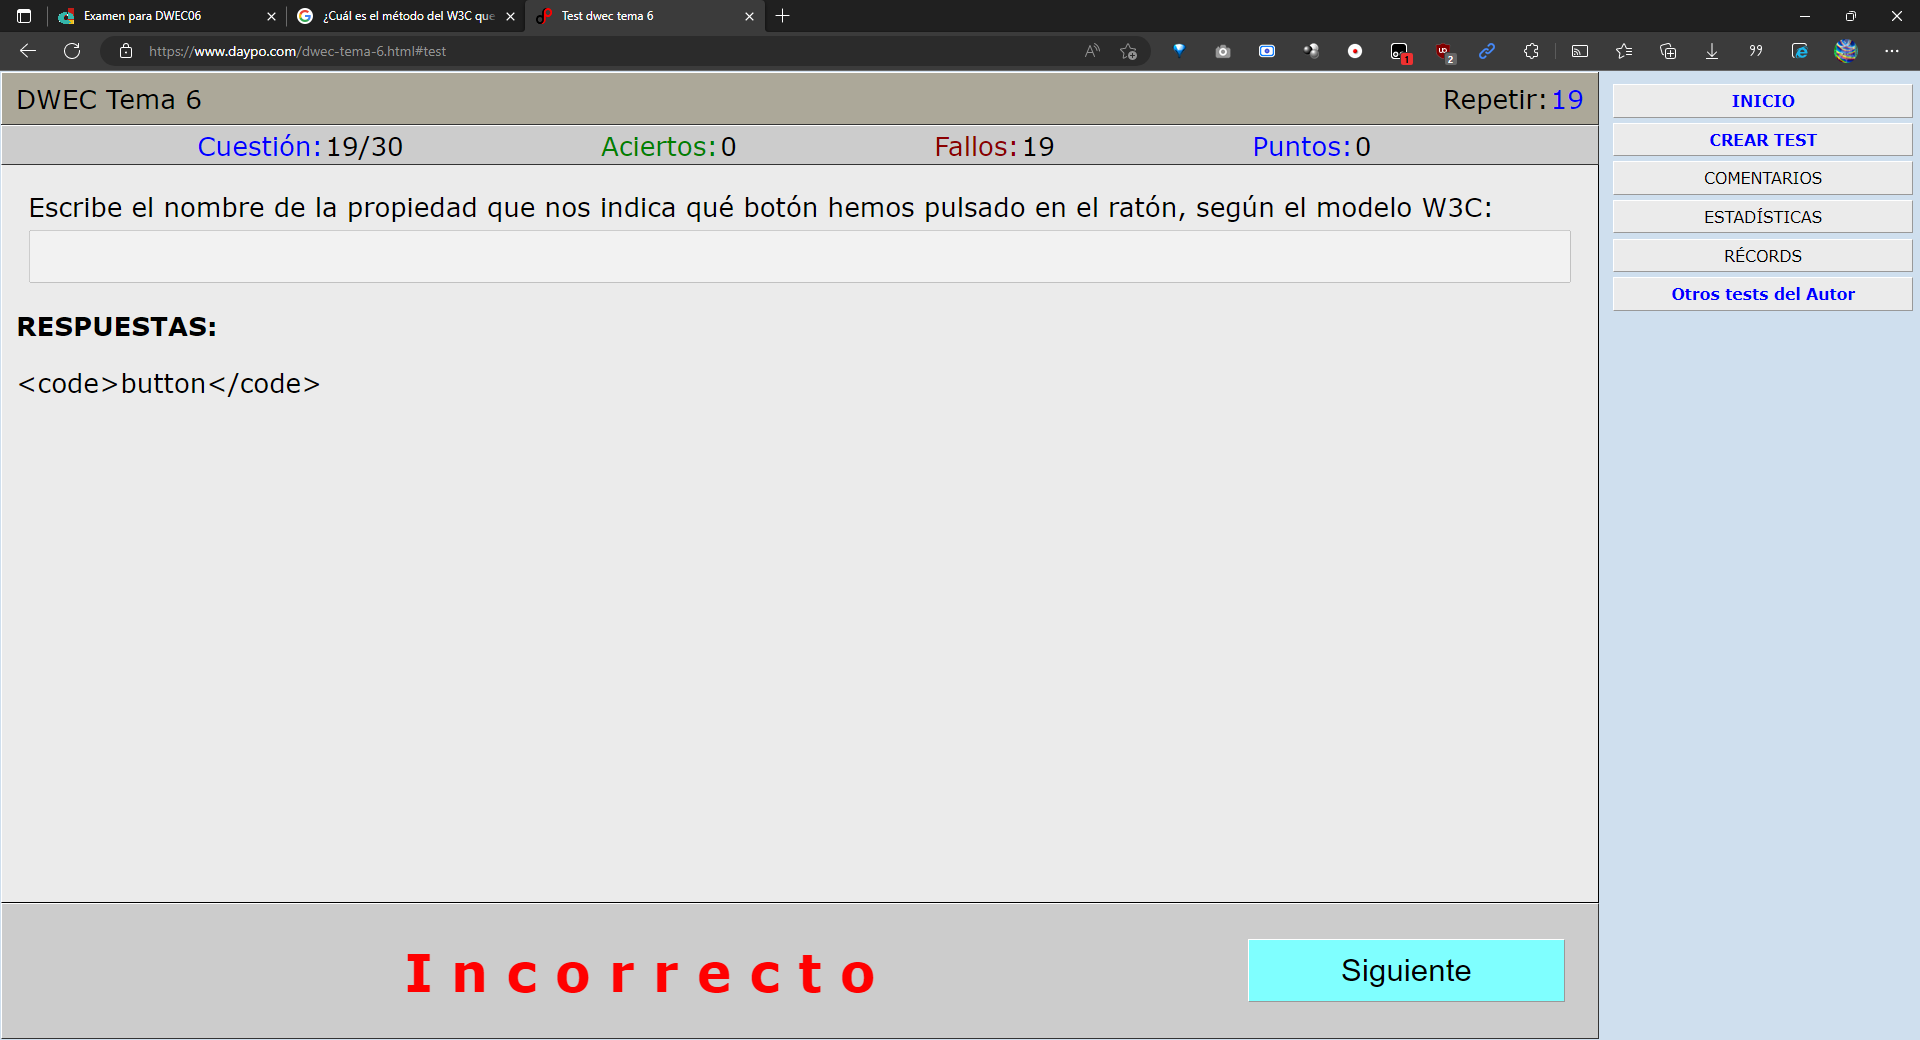 Examen para DWEC06
¿Cuál es el método del W3C que
Test dwec tema 6
https://www.daypo.com/dwec-tema-6.html#test
1
2
DWEC Tema 6
Repetir: 19
Cuestión: 19/30
Aciertos: 0
Fallos: 19
Puntos: 0
Escribe el nombre de la propiedad que nos indica qué botón hemos pulsado en el ratón, según el modelo W3C:
RESPUESTAS:
<code>button</code>
Incorrecto
Siguiente
INICIO
CREAR TEST
COMENTARIOS
ESTADÍSTICAS
RÉCORDS
Otros tests del Autor